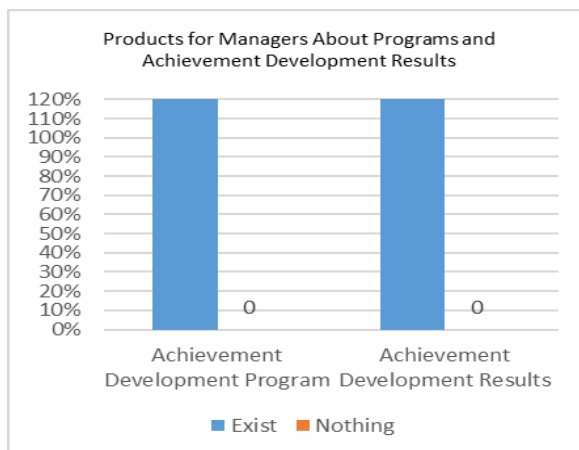 Products for Managers About Programs and
Achievement Development Results
120%
110%
100%
90%
80%
70%
60%
50%
40%
30%
20%
10%
0%
0
0
Achievement
Development Program
Achievement
Development Results
Exist
Nothing